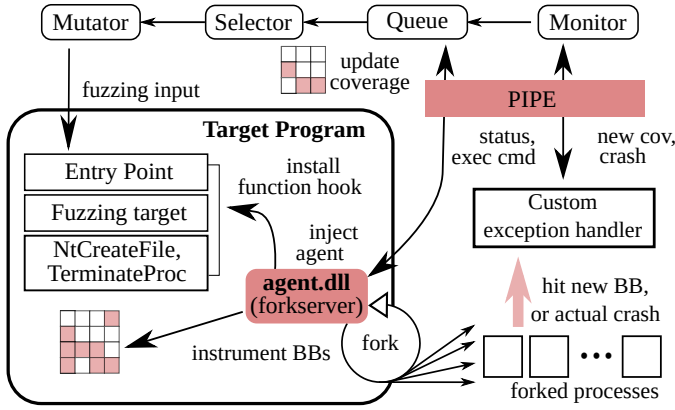 Mutator
Selector
Queue
Monitor
update
coverage
fuzzing input
PIPE
Target Program
status,
exec cmd
new cov,
crash
Entry Point
Fuzzing target
NtCreateFile,
TerminateProc
install
function hook
inject
agent
Custom
exception handler
agent.dll
(forkserver)
hit new BB,
or actual crash
instrument BBs
fork
forked processes